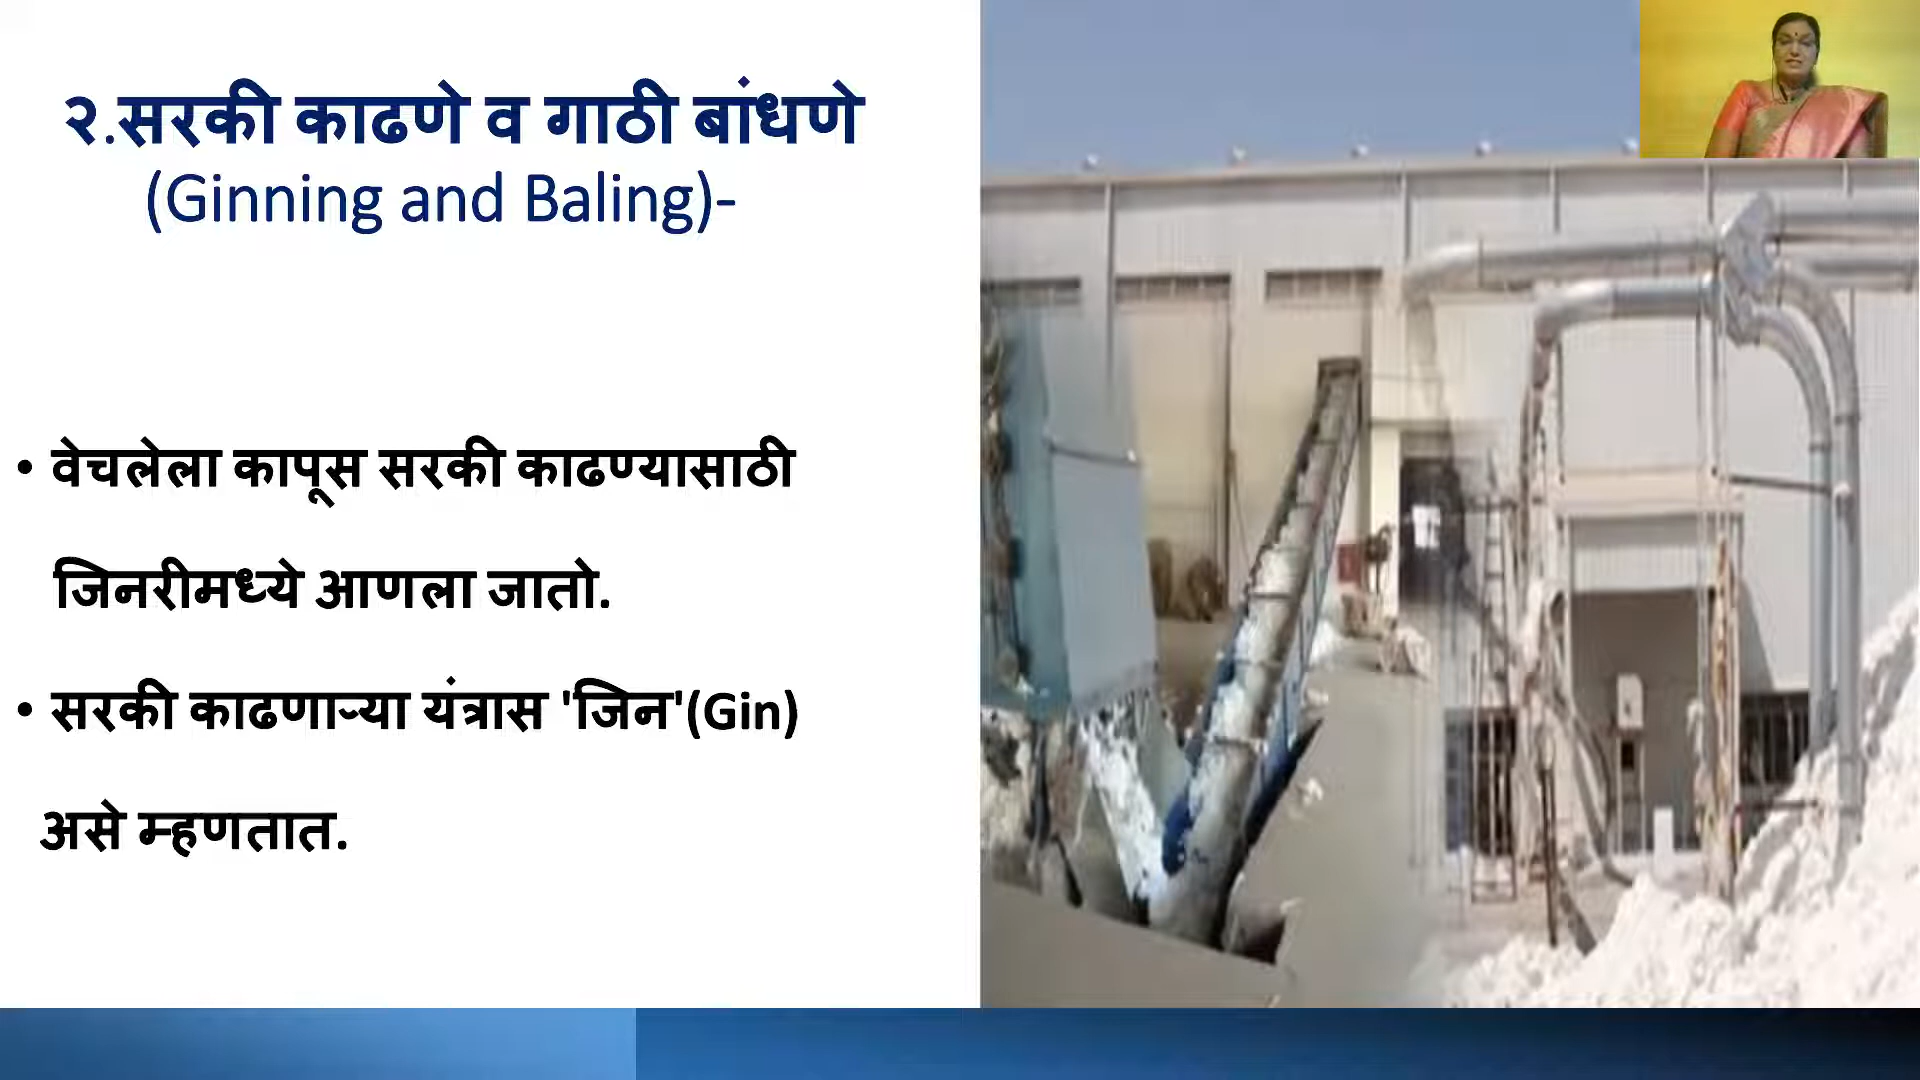 २.सरकी काढणे व गाठी बांधणे
(Ginning and Baling)-
• वेचलेला कापूस सरकी काढण्यासाठी
जिनरीमध्ये आणला जातो.
• सरकी काढणाऱ्या यंत्रास 'जिन'(Gin)
असे म्हणतात.